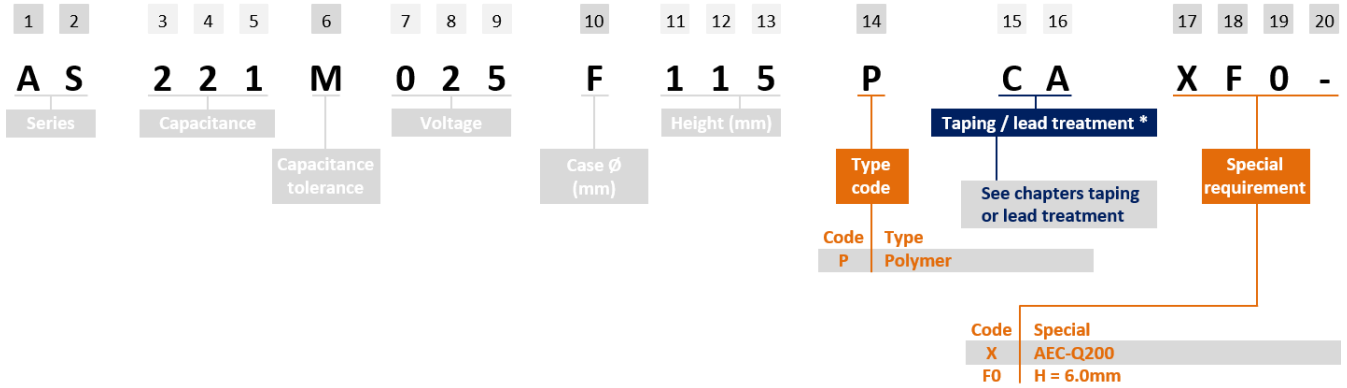 1 2 3 4 5 6 7 8 9 10 11 12 13 14 15 16 17 18 19 20
A S 2 2 1 M 0 2 5 F 1 1 5 P C A X F 0 -
Series Capacitance Voltage Height (mm) Taping / lead treatment *
Capacitance
tolerance
Case Ø
(mm)
Type
code
See chapters taping
or lead treatment
Special
requirement
Code Type
P Polymer
Code Special
X AEC-Q200
F0 H = 6.0mm